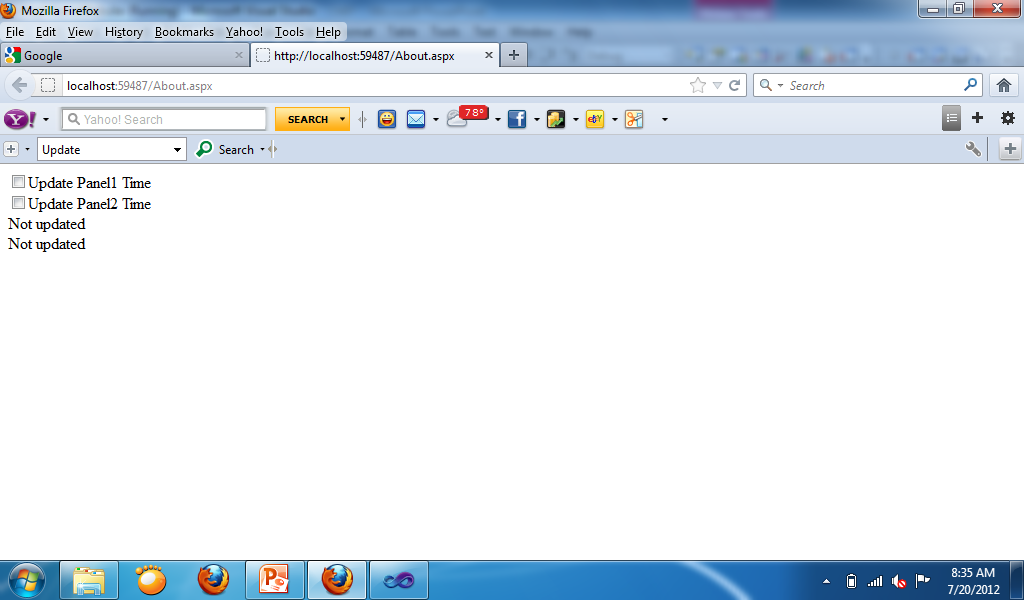 Mozilla Firefox
File Edit View History Bookmarks Yahoo! Tools Help
Google
http://localhost:59487/About.aspx
localhost:59487/About.aspx
Search
Y! Yahoo! Search SEARCH 78° f eBY
Update Search
Update Panel1 Time
Update Panel2 Time
Not updated
Not updated
8:35 AM
7/20/2012